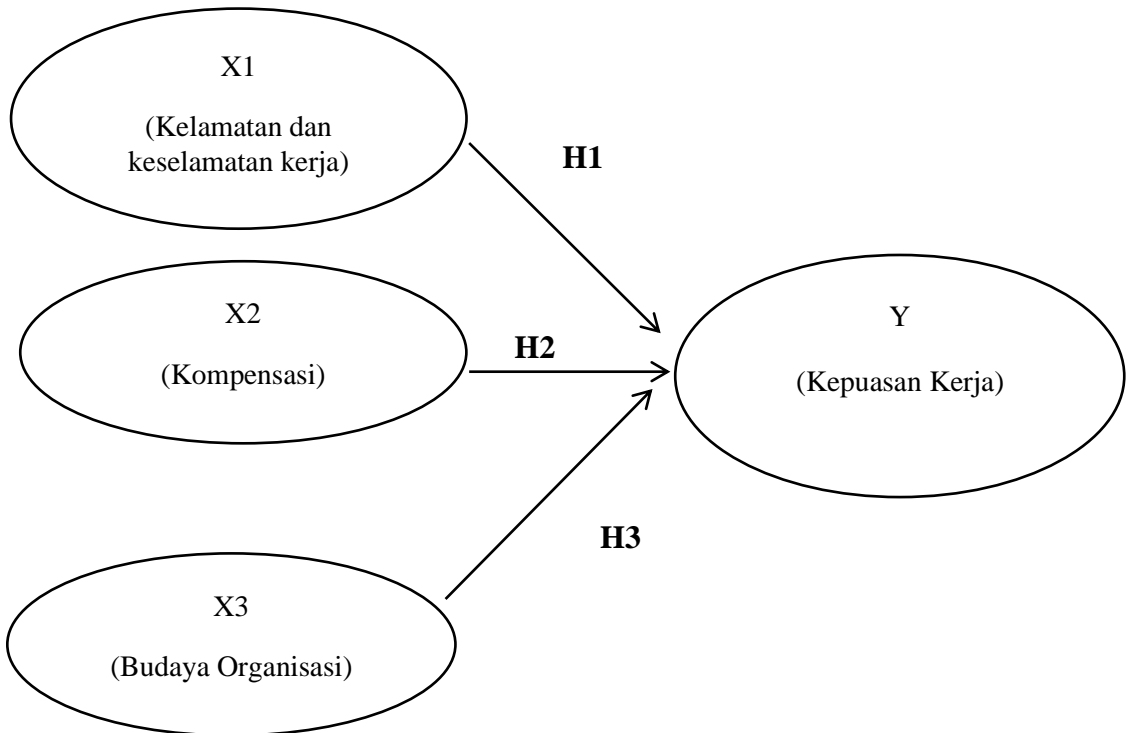 X1
(Kelamatan dan
keselamatan kerja)
H1
X2
(Kompensasi)
H2
Y
(Kepuasan Kerja)
H3
X3
(Budaya Organisasi)